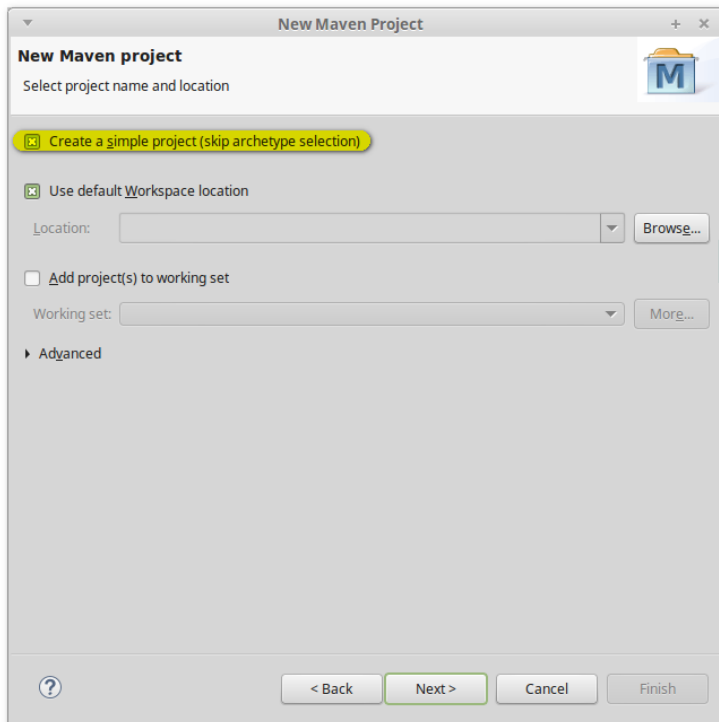 New Maven Project
New Maven project
Select project name and location
M
Create a simple project (skip archetype selection)
Use default Workspace location
Location:
Browse...
Add project(s) to working set
Working set:
More...
Advanced
?
< Back
Next >
Cancel
Finish